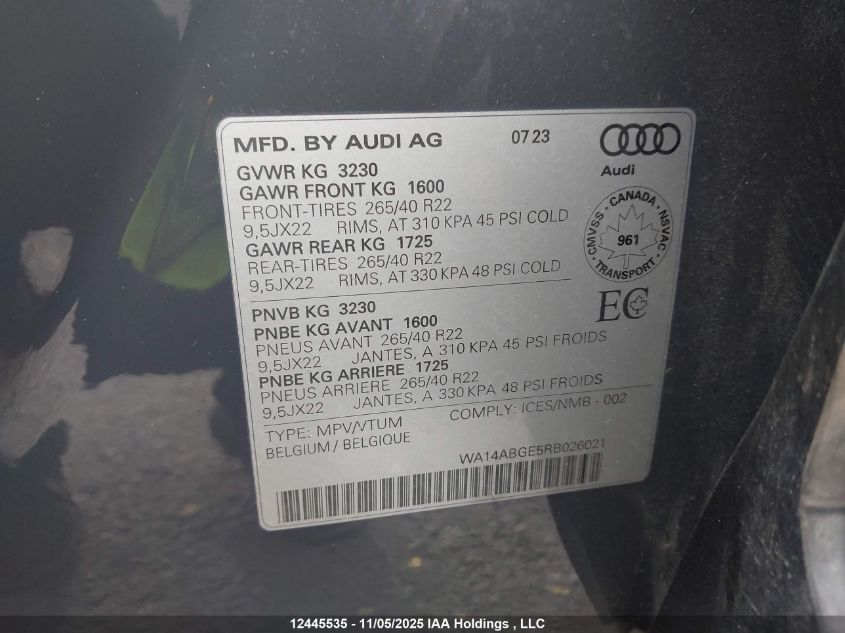 MFD. BY AUDI AG 07 23
Audi
GVWR KG 3230
GAWR FRONT KG 1600
FRONT-TIRES 265/40 R22
9,5JX22 RIMS, AT 310 KPA 45 PSI COLD
GAWR REAR KG 1725
REAR-TIRES 265/40 R22
9,5JX22 RIMS, AT 330 KPA 48 PSI COLD
CMVSS - CANADA - NSVAC
961
TRANSPORT
EC
PNVB KG 3230
PNBE KG AVANT 1600
PNEUS AVANT 265/40 R22
9,5JX22 JANTES, A 310 KPA 45 PSI FROIDS
PNBE KG ARRIERE 1725
PNEUS ARRIERE 265/40 R22
9,5JX22 JANTES, A 330 KPA 48 PSI FROIDS
TYPE: MPV/VTUM COMPLY: ICES/NMB - 002
BELGIUM / BELGIQUE
WA14ABGE5RB026021
12445535 - 11/05/2025 IAA Holdings , LLC